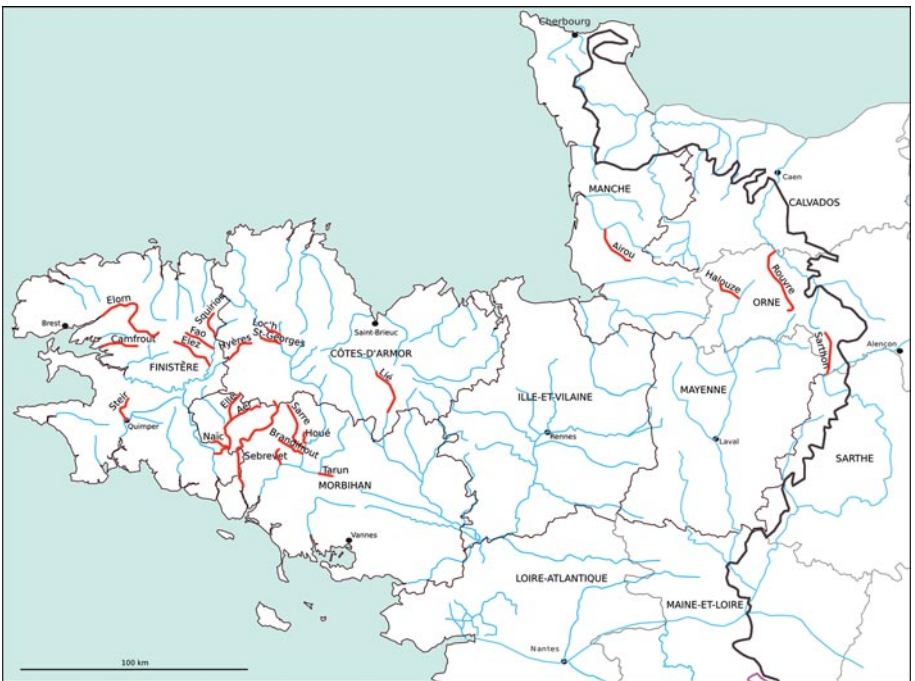 Cherbourg
Caen
MANCHE
CALVADOS
Airou
Halouze
Rouvre
ORNE
Elorn
Squiriou
Brest
Fao
Elez
Camfrout
Hyères
Loc'h
St-Georges
Saint-Brieuc
CÔTES-D'ARMOR
FINISTÈRE
Sarthon
Alençon
Lié
MAYENNE
ILLE-ET-VILAINE
Steir
Quimper
Ellé
Aër
Sarre
Houé
Naïc
Brandifrout
Sebrevet
Tarun
MORBIHAN
Rennes
Laval
SARTHE
Vannes
LOIRE-ATLANTIQUE
MAINE-ET-LOIRE
Nantes
100 km